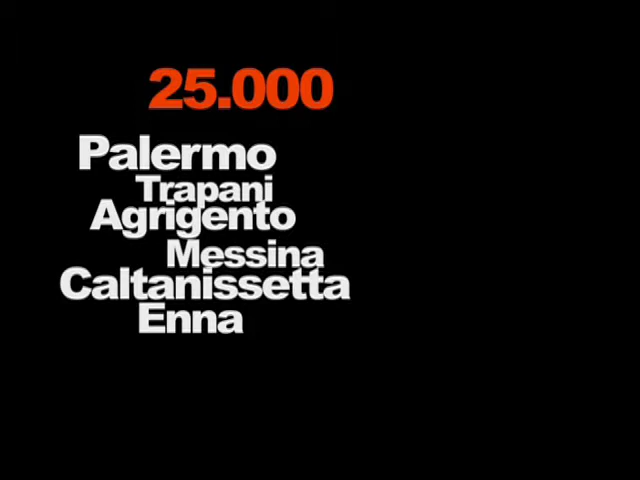 25.000
Palermo
Trapani
Agrigento
Messina
Caltanissetta
Enna